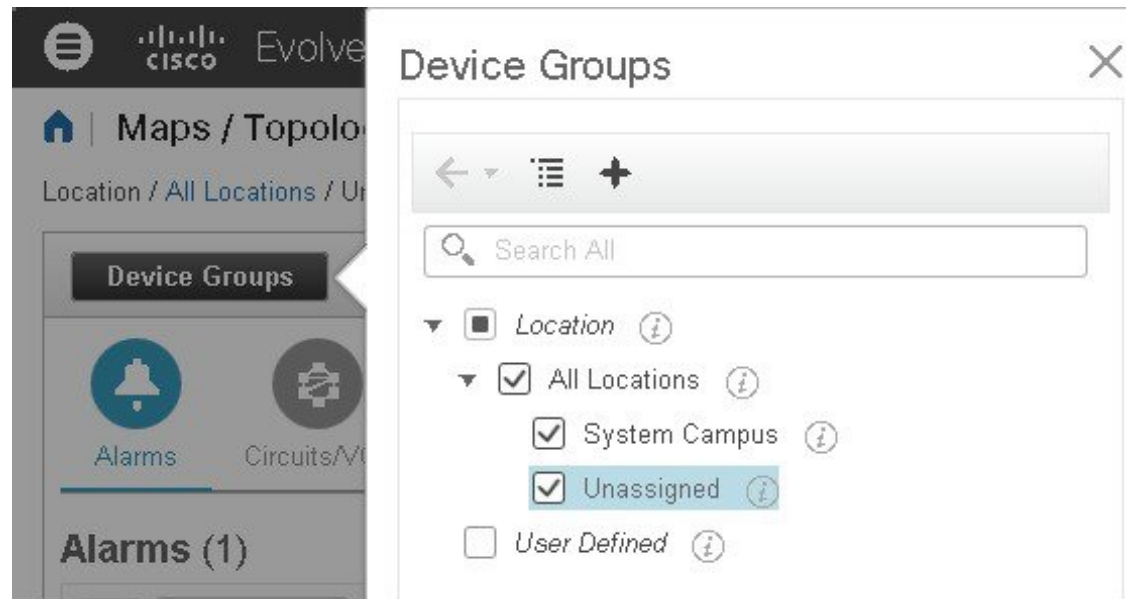 cisco Evolve
Device Groups
Maps / Topolo
Location / All Locations / Un
Search All
Device Groups
Location
All Locations
System Campus
Unassigned
User Defined
Alarms
Circuits/V
Alarms (1)